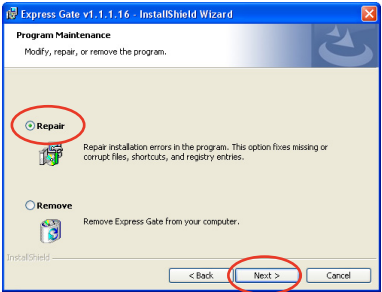 Express Gate v1.1.1.16 - InstallShield Wizard
Program Maintenance
Modify, repair, or remove the program.
Repair
Repair installation errors in the program. This option fixes missing or
corrupt files, shortcuts, and registry entries.
Remove
Remove Express Gate from your computer.
InstallShield
< Back Next > Cancel